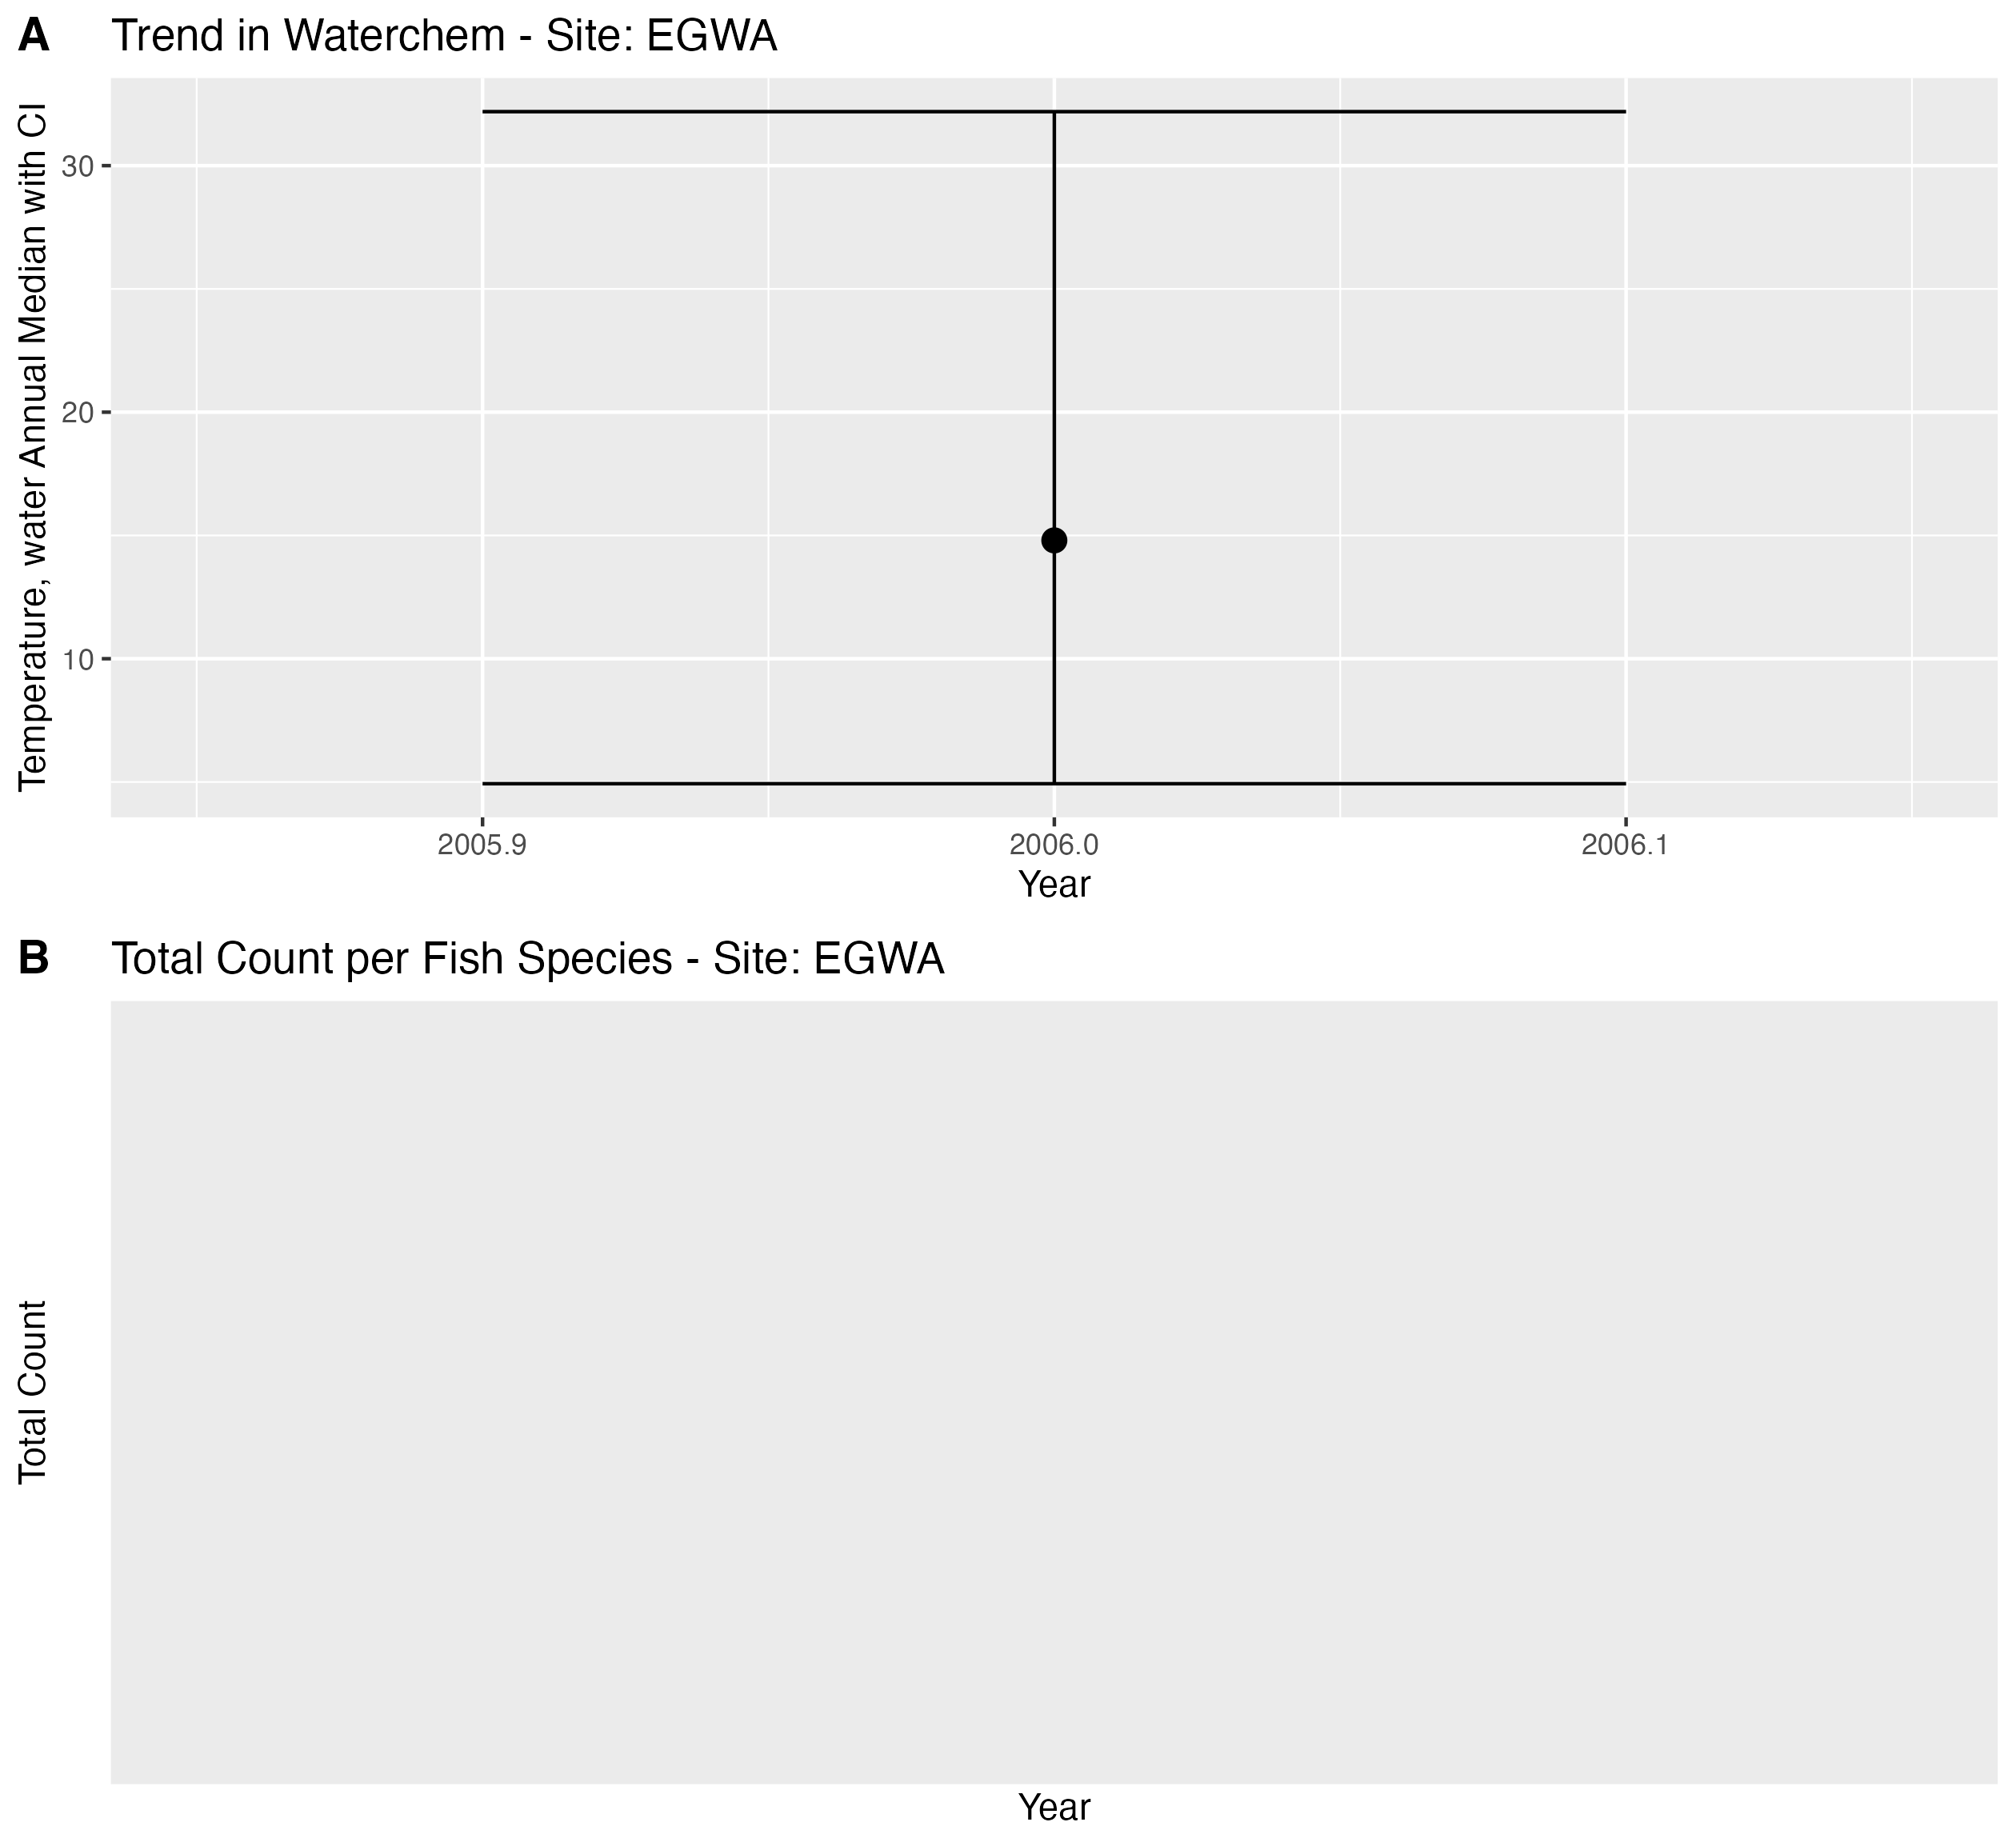 A Trend in Waterchem - Site: EGWA
Temperature, water Annual Median with CI
30
20
10
2005.9 2006.0 2006.1
Year
B Total Count per Fish Species - Site: EGWA
Total Count
Year